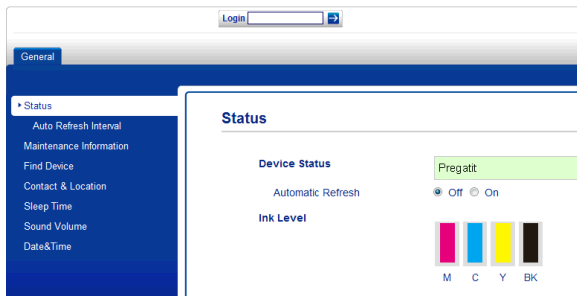 Login
General
Status
Auto Refresh Interval
Maintenance Information
Find Device
Contact & Location
Sleep Time
Sound Volume
Date&Time
Status
Device Status Pregatit
Automatic Refresh Off On
Ink Level
M C Y BK